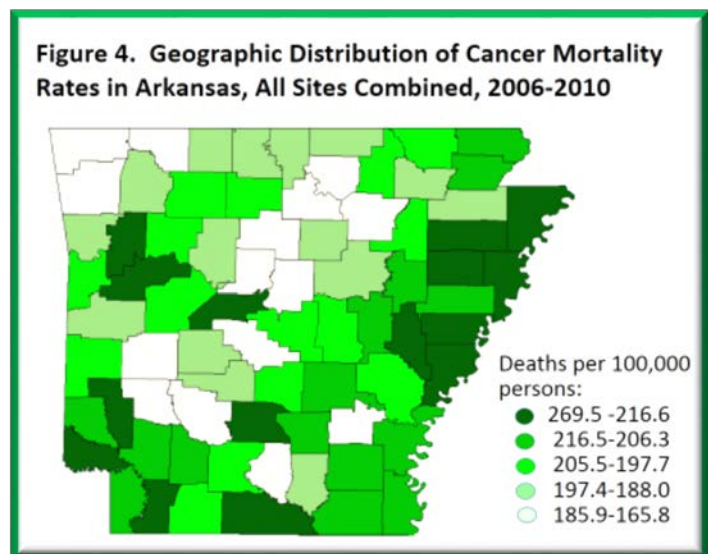 Figure 4.  Geographic Distribution of Cancer Mortality
Rates in Arkansas, All Sites Combined, 2006-2010
Deaths per 100,000
persons:
269.5 -216.6
216.5-206.3
205.5-197.7
197.4-188.0
185.9-165.8